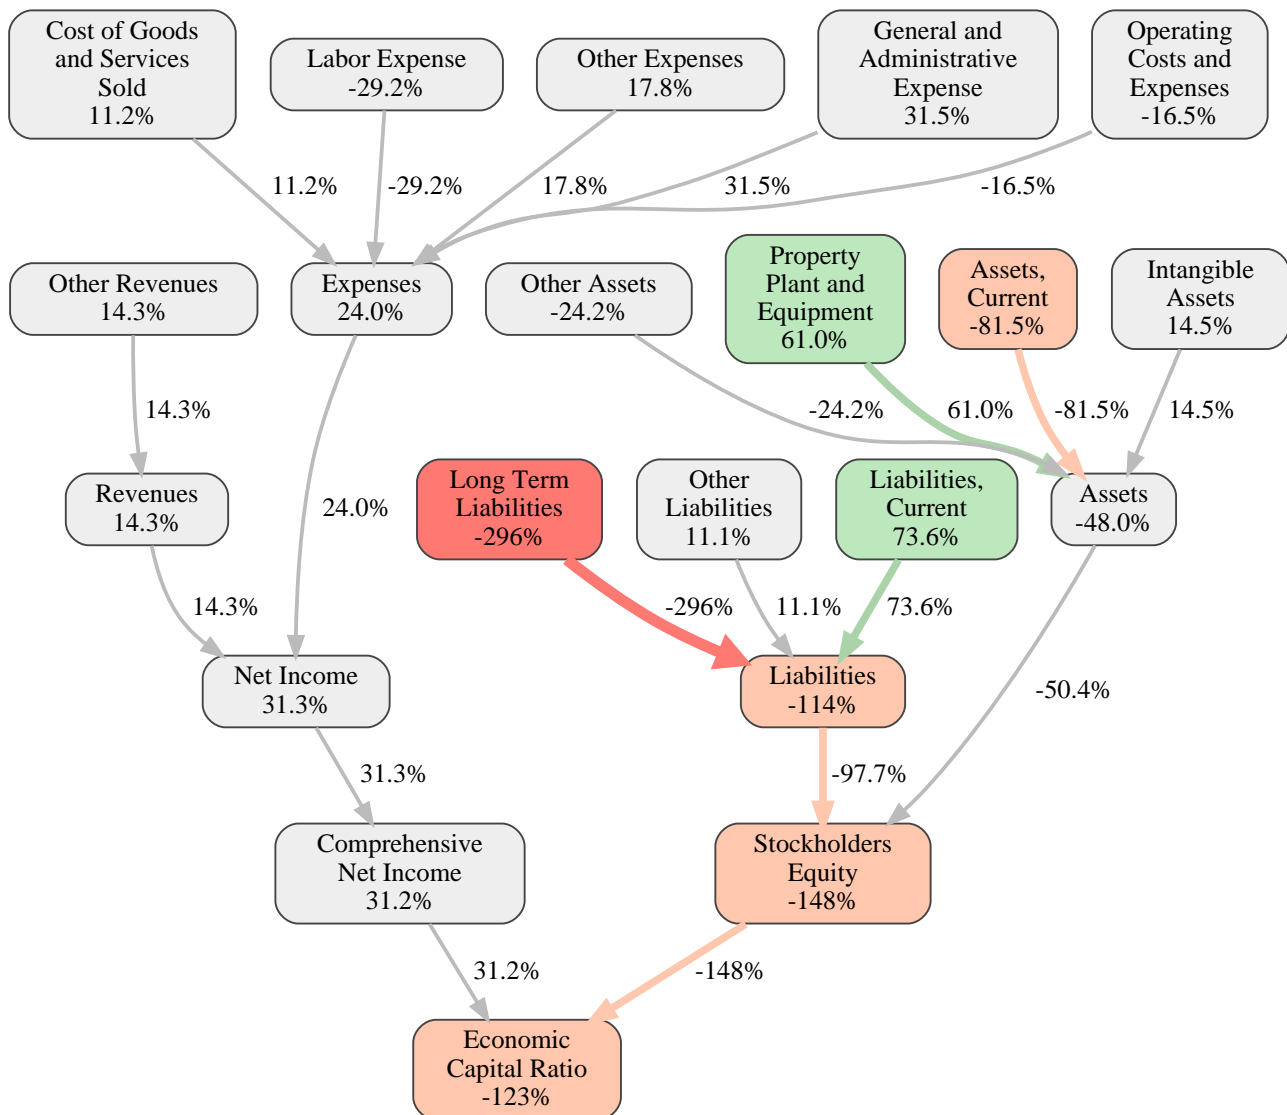 Cost of Goods
and Services
Sold
11.2%
Labor Expense
-29.2%
Other Expenses
17.8%
General and
Administrative
Expense
31.5%
Operating
Costs and
Expenses
-16.5%
11.2%
-29.2%
17.8%
31.5%
-16.5%
Other Revenues
14.3%
Expenses
24.0%
Other Assets
-24.2%
Property
Plant and
Equipment
61.0%
Assets,
Current
-81.5%
Intangible
Assets
14.5%
14.3%
-24.2%
61.0%
-81.5%
14.5%
Revenues
14.3%
24.0%
Long Term
Liabilities
-296%
Other
Liabilities
11.1%
Liabilities,
Current
73.6%
Assets
-48.0%
14.3%
-296%
11.1%
73.6%
Net Income
31.3%
Liabilities
-114%
-50.4%
31.3%
-97.7%
Comprehensive
Net Income
31.2%
Stockholders
Equity
-148%
31.2%
-148%
Economic
Capital Ratio
-123%